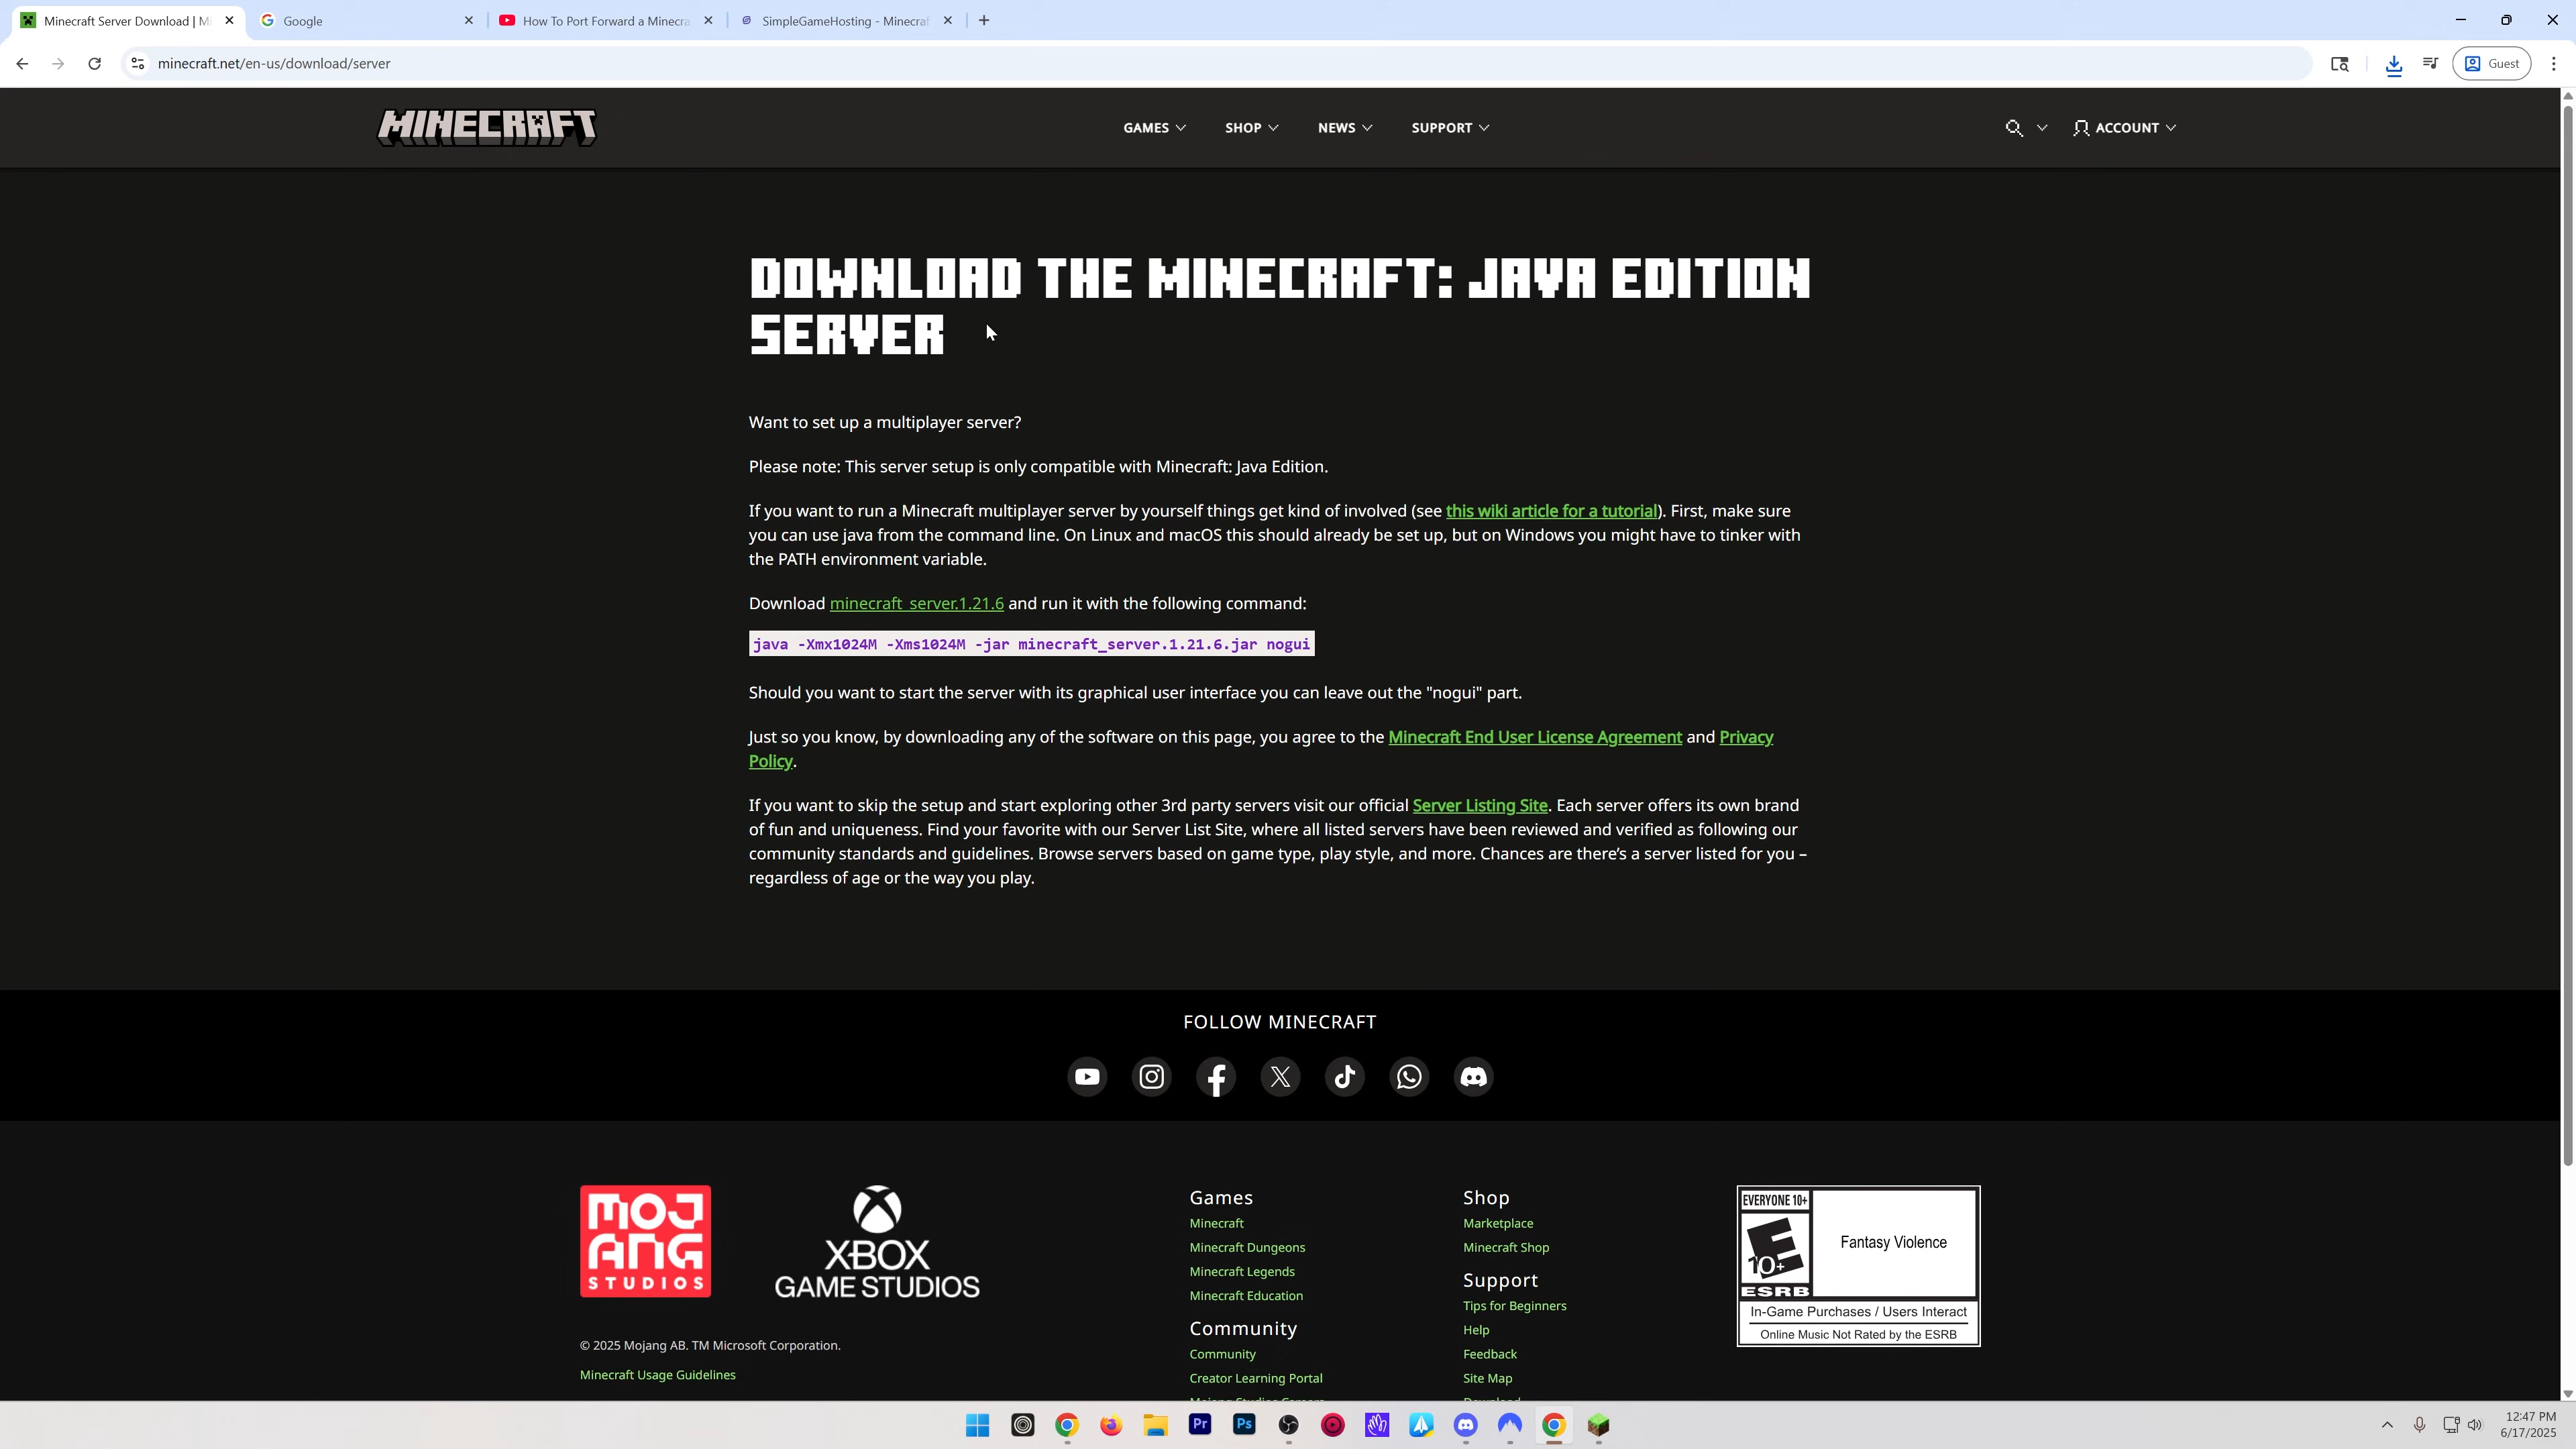 Minecraft Server Download | Mi
Google
How To Port Forward a Minecra
SimpleGameHosting - Minecraf
minecraft.net/en-us/download/server
Guest
MINECRAFT
GAMES
SHOP
NEWS
SUPPORT
ACCOUNT
DOWNLOAD THE MINECRAFT: JAVA EDITION
SERVER
Want to set up a multiplayer server?
Please note: This server setup is only compatible with Minecraft: Java Edition.
If you want to run a Minecraft multiplayer server by yourself things get kind of involved (see this wiki article for a tutorial). First, make sure
you can use java from the command line. On Linux and macOS this should already be set up, but on Windows you might have to tinker with
the PATH environment variable.
Download minecraft_server.1.21.6 and run it with the following command:
java -Xmx1024M -Xms1024M -jar minecraft_server.1.21.6.jar nogui
Should you want to start the server with its graphical user interface you can leave out the "nogui" part.
Just so you know, by downloading any of the software on this page, you agree to the Minecraft End User License Agreement and Privacy
Policy.
If you want to skip the setup and start exploring other 3rd party servers visit our official Server Listing Site. Each server offers its own brand
of fun and uniqueness. Find your favorite with our Server List Site, where all listed servers have been reviewed and verified as following our
community standards and guidelines. Browse servers based on game type, play style, and more. Chances are there's a server listed for you –
regardless of age or the way you play.
FOLLOW MINECRAFT
MOJ
ANG
STUDIOS
XBOX
GAME STUDIOS
© 2025 Mojang AB. TM Microsoft Corporation.
Minecraft Usage Guidelines
Games
Minecraft
Minecraft Dungeons
Minecraft Legends
Minecraft Education
Community
Community
Creator Learning Portal
Shop
Marketplace
Minecraft Shop
Support
Tips for Beginners
Help
Feedback
Site Map
EVERYONE 10+
E
10+
ESRB
Fantasy Violence
In-Game Purchases / Users Interact
Online Music Not Rated by the ESRB
Pr
Ps
12:47 PM
6/17/2025